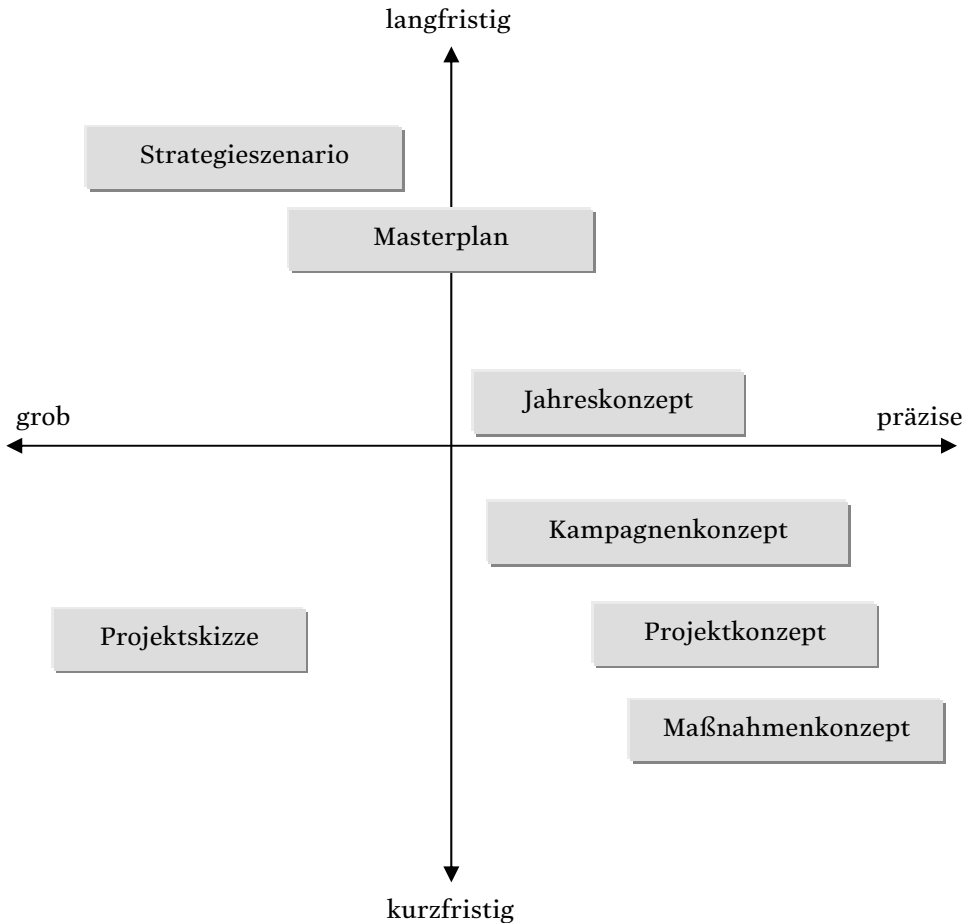 langfristig
Strategieszenario
Masterplan
Jahreskonzept
grob
präzise
Kampagnenkonzept
Projektskizze
Projektkonzept
Maßnahmenkonzept
kurzfristig